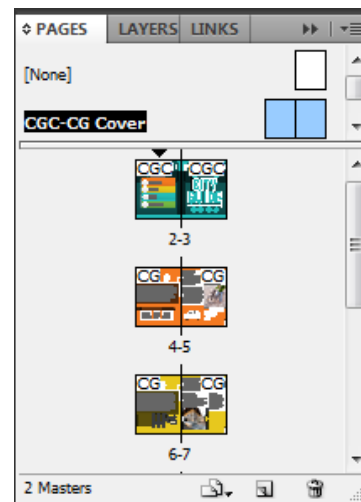 PAGES LAYERS LINKS
[None]
CGC-CG Cover
CGC CGC
2-3
CG CG
4-5
CG CG
6-7
2 Masters